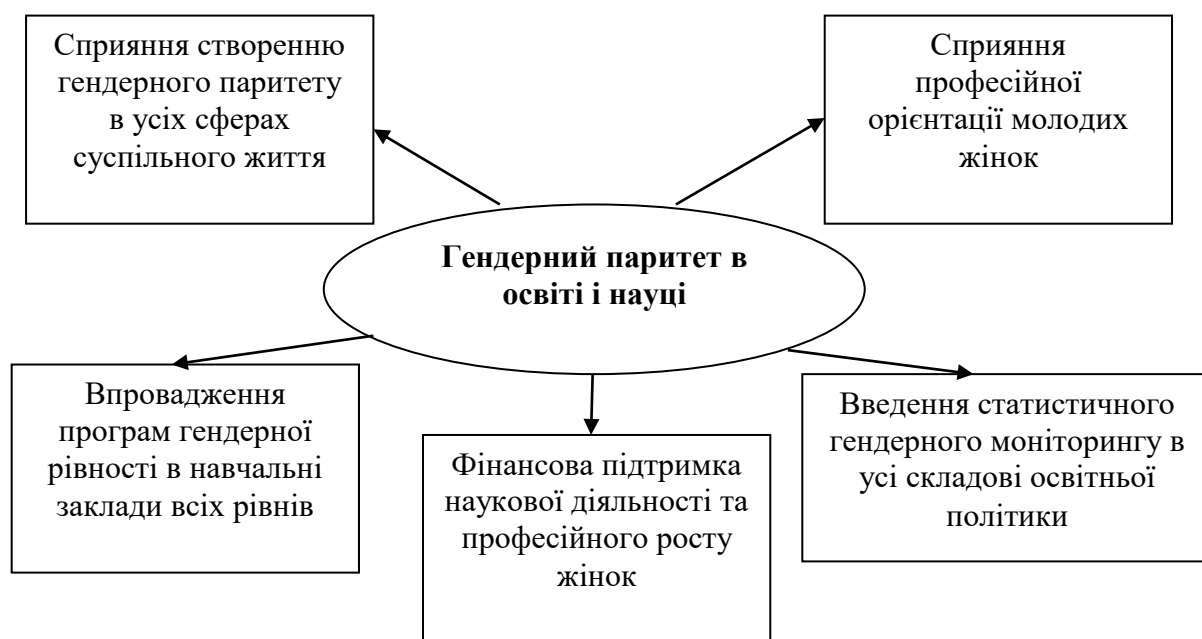 Сприяння створенню
гендерного паритету
в усіх сферах
суспільного життя
Сприяння
професійної
орієнтації молодих
жінок
Гендерний паритет в
освіті і науці
Впровадження
програм гендерної
рівності в навчальні
заклади всіх рівнів
Фінансова підтримка
наукової діяльності та
професійного росту
жінок
Введення статистичного
гендерного моніторингу в
усі складові освітньої
політики